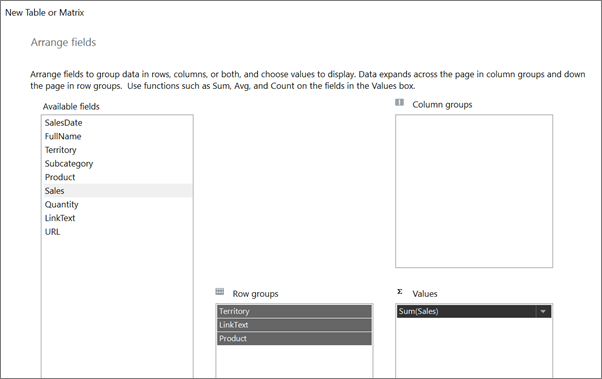 New Table or Matrix
Arrange fields
Arrange fields to group data in rows, columns, or both, and choose values to display. Data expands across the page in column groups and down
the page in row groups.  Use functions such as Sum, Avg, and Count on the fields in the Values box.
Available fields
SalesDate
FullName
Territory
Subcategory
Product
Sales
Quantity
LinkText
URL
Column groups
Row groups
Territory
LinkText
Product
Σ Values
Sum(Sales)